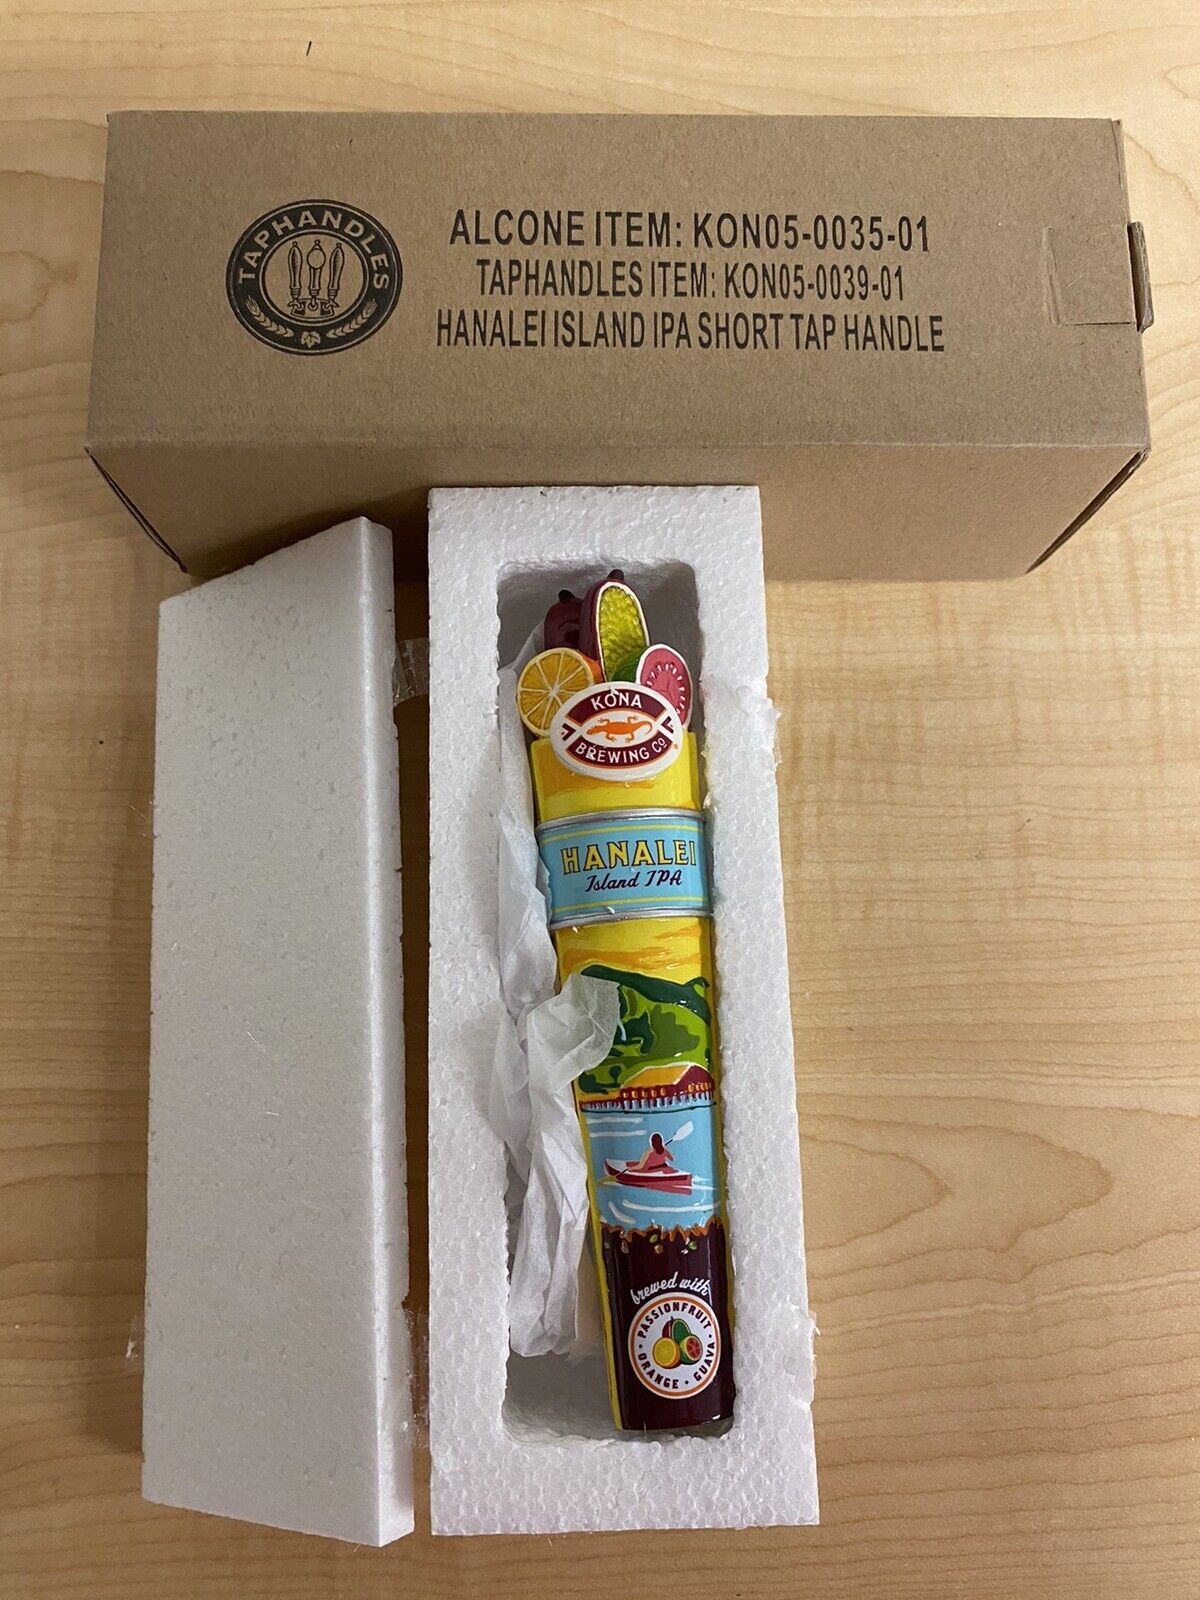 TAPHANDLES
ALCONE ITEM: KON05-0035-01
TAPHANDLES ITEM: KON05-0039-01
HANALEI ISLAND IPA SHORT TAP HANDLE
KONA
BREWING CO
HANALEI
Island IPA
brewed with
PASSIONFRUIT
ORANGE • GUAVA